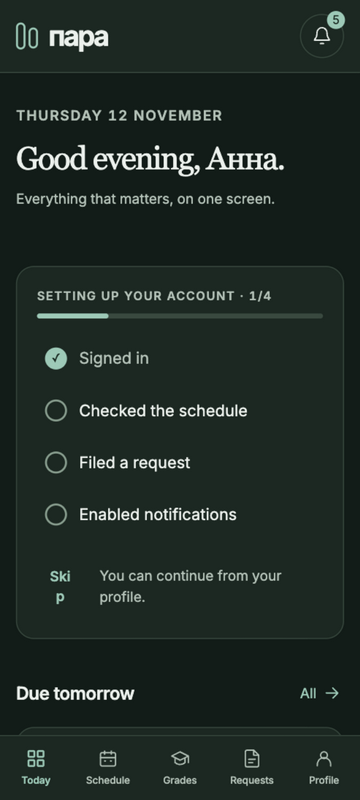 пара
5
THURSDAY 12 NOVEMBER
Good evening, Анна.
Everything that matters, on one screen.
SETTING UP YOUR ACCOUNT · 1/4
Signed in
Checked the schedule
Filed a request
Enabled notifications
Ski
p
You can continue from your
profile.
Due tomorrow
All →
Today
Schedule
Grades
Requests
Profile